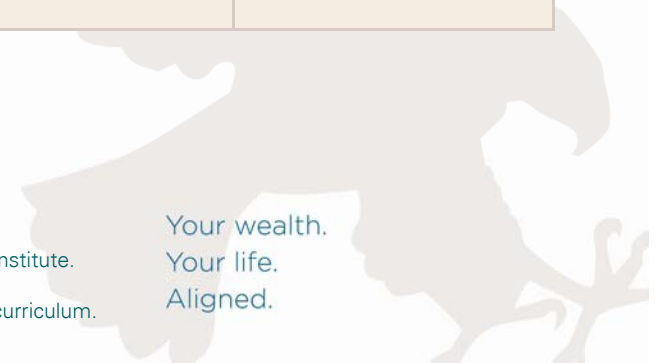 Your wealth.
Your life.
Aligned.
nstitute.
curriculum.